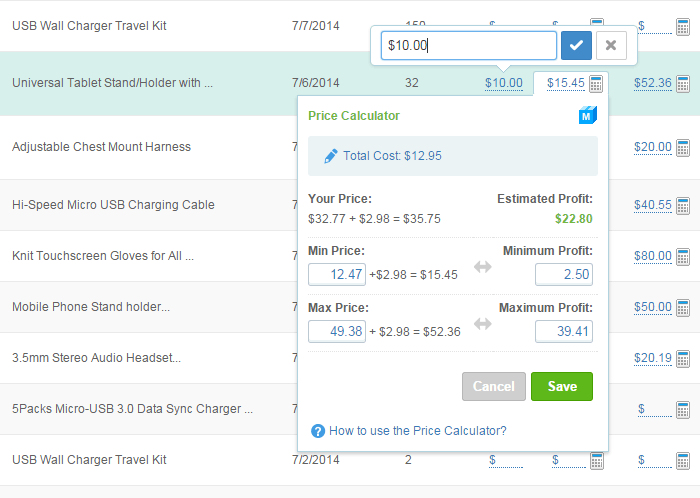 USB Wall Charger Travel Kit 7/7/2014 150 $ $ $
$10.00
Universal Tablet Stand/Holder with ... 7/6/2014 32 $10.00 $15.45 $52.36
Price Calculator M
Total Cost: $12.95
Adjustable Chest Mount Harness 7 $20.00
Your Price: Estimated Profit:
Hi-Speed Micro USB Charging Cable 7 $40.55
$32.77 + $2.98 = $35.75 $22.80
Min Price: Minimum Profit:
Knit Touchscreen Gloves for All ... 7 $80.00
12.47 +$2.98 = $15.45 2.50
Max Price: Maximum Profit:
Mobile Phone Stand holder... 7 $50.00
49.38 + $2.98 = $52.36 39.41
3.5mm Stereo Audio Headset... 7 $20.19
Cancel Save
5Packs Micro-USB 3.0 Data Sync Charger ... 7 $
? How to use the Price Calculator?
USB Wall Charger Travel Kit 7/2/2014 2 $ $ $